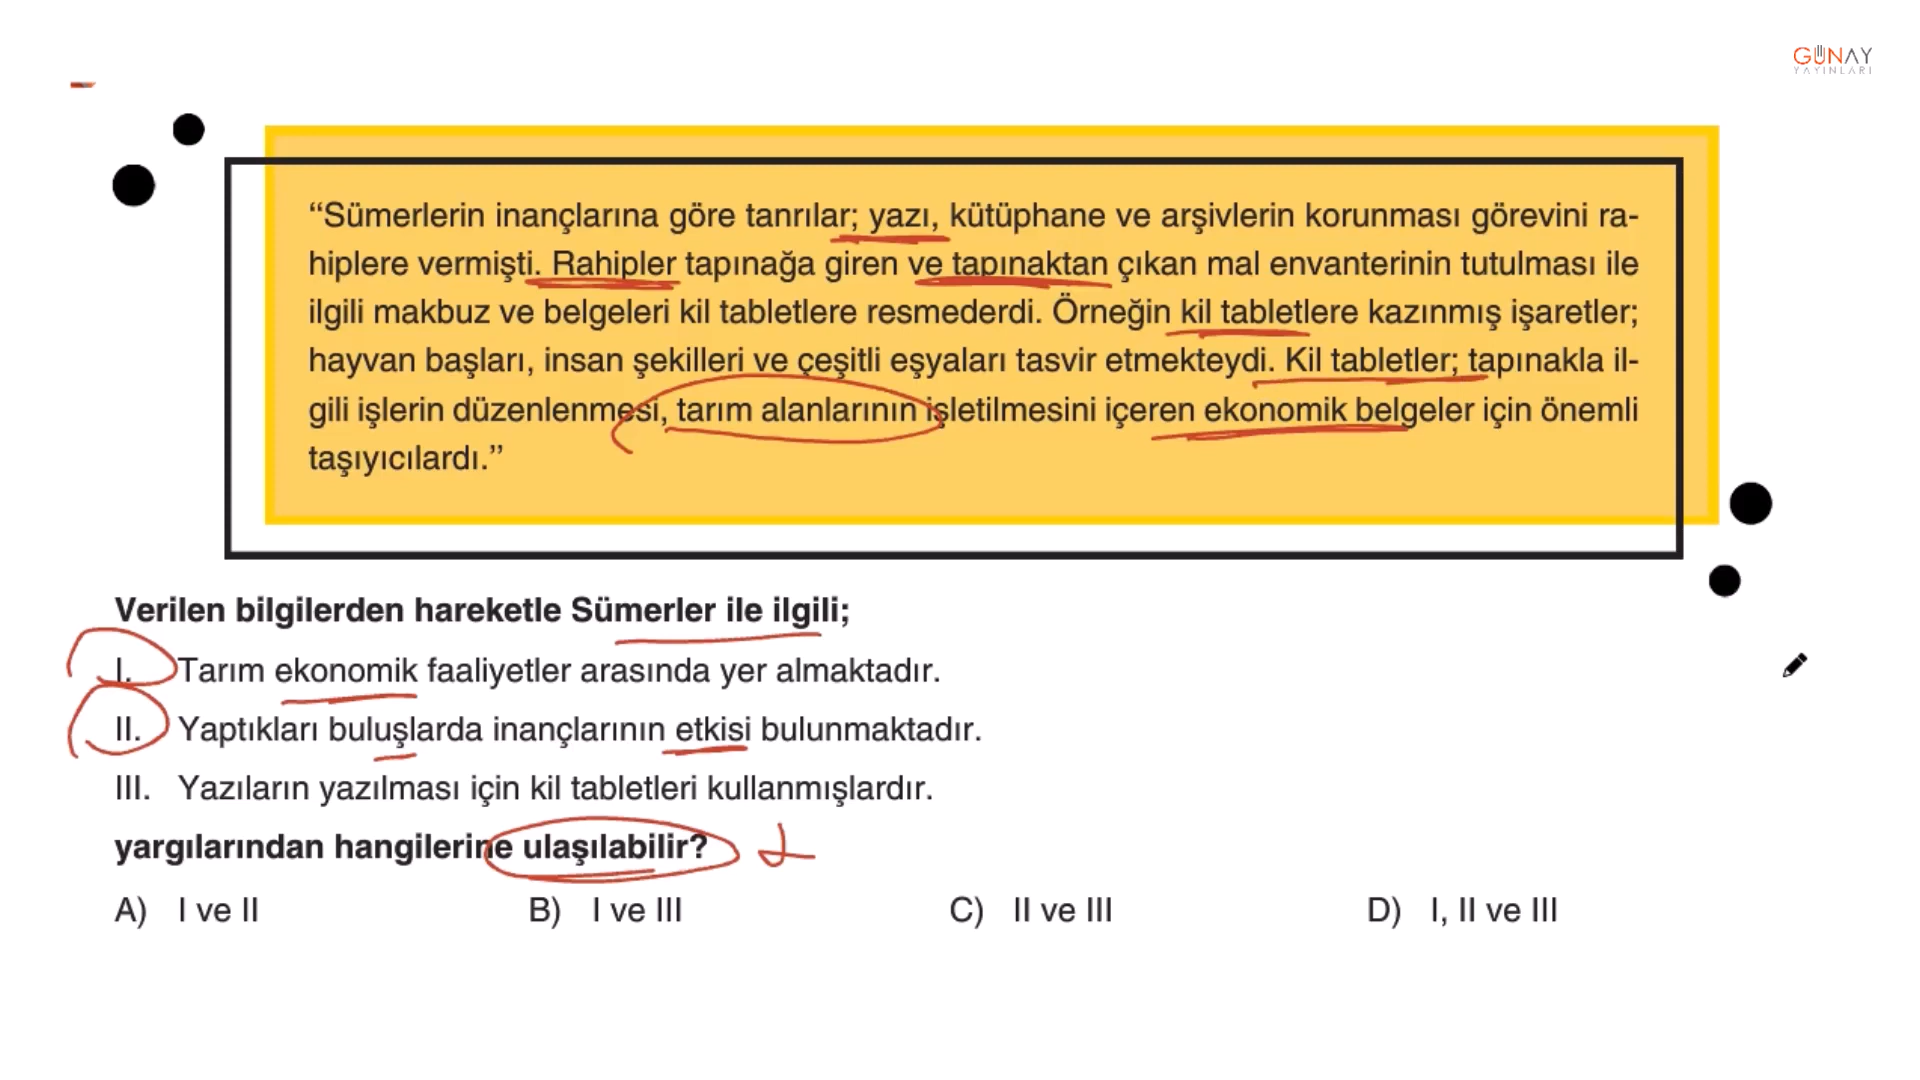 GÜNAY
YAYINLARI
“Sümerlerin inançlarına göre tanrılar; yazı, kütüphane ve arşivlerin korunması görevini ra-
hiplere vermişti. Rahipler tapınağa giren ve tapınaktan çıkan mal envanterinin tutulması ile
ilgili makbuz ve belgeleri kil tabletlere resmederdi. Örneğin kil tabletlere kazınmış işaretler;
hayvan başları, insan şekilleri ve çeşitli eşyaları tasvir etmekteydi. Kil tabletler; tapınakla il-
gili işlerin düzenlenmesi, tarım alanlarının işletilmesini içeren ekonomik belgeler için önemli
taşıyıcılardı.”
Verilen bilgilerden hareketle Sümerler ile ilgili;
I. Tarım ekonomik faaliyetler arasında yer almaktadır.
II. Yaptıkları buluşlarda inançlarının etkisi bulunmaktadır.
III. Yazıların yazılması için kil tabletleri kullanmışlardır.
yargılarından hangilerine ulaşılabilir?
A) I ve II B) I ve III C) II ve III D) I, II ve III